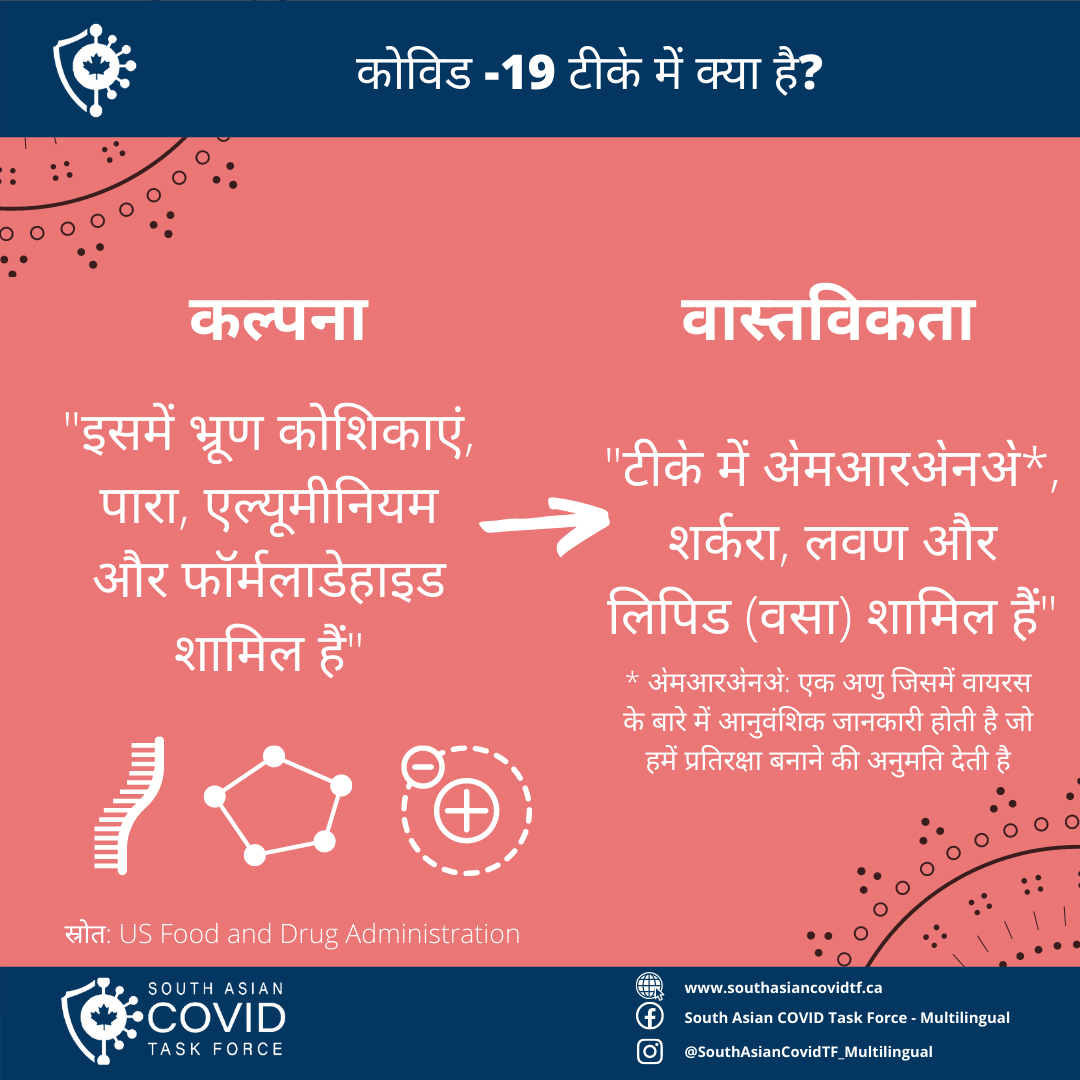 कोविड -19 टीके में क्या है?
कल्पना
"इसमें भ्रूण कोशिकाएं,
पारा, एल्यूमीनियम
और फॉर्मलाडेहाइड
शामिल हैं"
वास्तविकता
"टीके में अेमआरअेनअे*,
शर्करा, लवण और
लिपिड (वसा) शामिल हैं"
* अेमआरअेनअे: एक अणु जिसमें वायरस
के बारे में आनुवंशिक जानकारी होती है जो
हमें प्रतिरक्षा बनाने की अनुमति देती है
स्रोत: US Food and Drug Administration
SOUTH ASIAN
COVID
TASK FORCE
www.southasiancovidtf.ca
South Asian COVID Task Force - Multilingual
@SouthAsianCovidTF_Multilingual